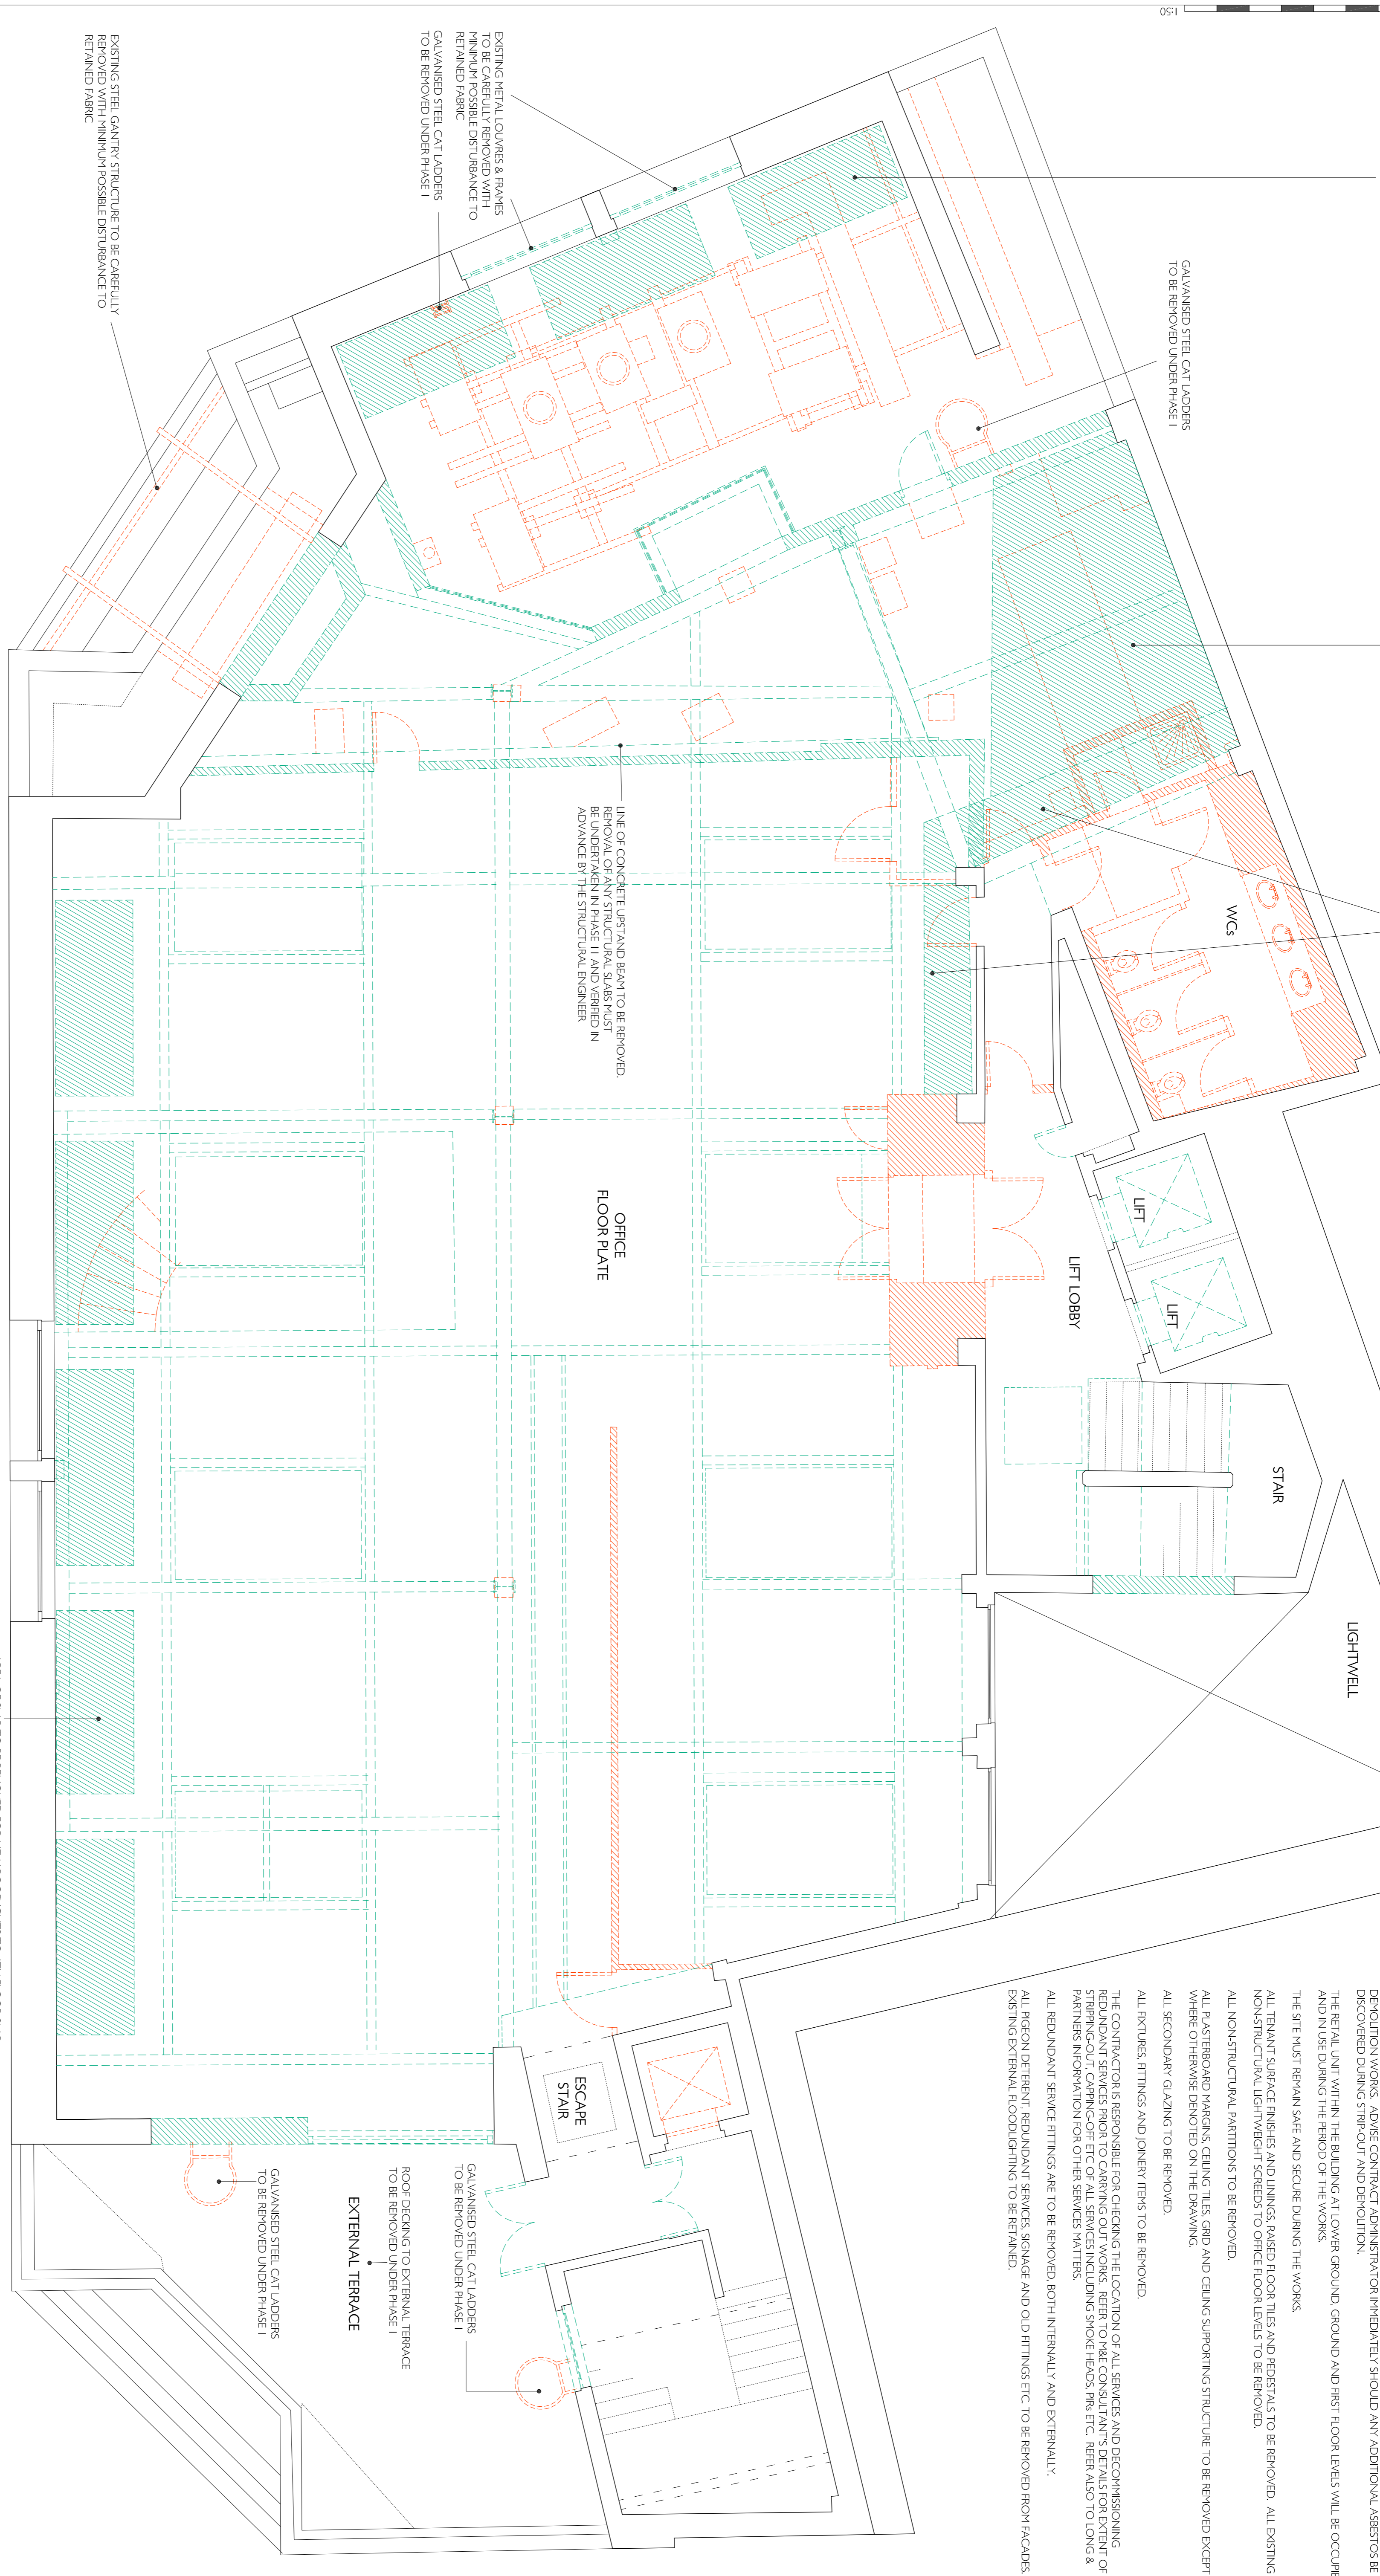 1:50
EXISTING STEEL GANTRY STRUCTURE TO BE CAREFULLY
REMOVED WITH MINIMUM POSSIBLE DISTURBANCE TO
RETAINED FABRIC
EXISTING METAL LOUVRES & FRAMES
TO BE CAREFULLY REMOVED WITH
MINIMUM POSSIBLE DISTURBANCE TO
RETAINED FABRIC
GALVANISED STEEL CAT LADDERS
TO BE REMOVED UNDER PHASE I
GALVANISED STEEL CAT LADDERS
TO BE REMOVED UNDER PHASE I
LINE OF CONCRETE UPSTAND BEAM TO BE REMOVED.
REMOVAL OF ANY STRUCTURAL SLABS MUST
BE UNDERTAKEN IN PHASE II AND VERIFIED IN
ADVANCE BY THE STRUCTURAL ENGINEER
WCs
LIFT
LIFT
LIFT LOBBY
OFFICE
FLOOR PLATE
STAIR
LIGHTWELL
ESCAPE
STAIR
EXTERNAL TERRACE
ROOF DECKING TO EXTERNAL TERRACE
TO BE REMOVED UNDER PHASE I
GALVANISED STEEL CAT LADDERS
TO BE REMOVED UNDER PHASE I
GALVANISED STEEL CAT LADDERS
TO BE REMOVED UNDER PHASE I
DEMOLITION WORKS. ADVISE CONTRACT ADMINISTRATOR IMMEDIATELY SHOULD ANY ADDITIONAL ASBESTOS BE
DISCOVERED DURING STRIP-OUT AND DEMOLITION.
THE RETAIL UNIT WITHIN THE BUILDING AT LOWER GROUND, GROUND AND FIRST FLOOR LEVELS WILL BE OCCUPIE
AND IN USE DURING THE PERIOD OF THE WORKS.
THE SITE MUST REMAIN SAFE AND SECURE DURING THE WORKS.
ALL TENANT SURFACE FINISHES AND LININGS, RAISED FLOOR TILES AND PEDESTALS TO BE REMOVED. ALL EXISTING
NON-STRUCTURAL LIGHTWEIGHT SCREEDS TO OFFICE FLOOR LEVELS TO BE REMOVED.
ALL NON-STRUCTURAL PARTITIONS TO BE REMOVED.
ALL PLASTERBOARD MARGINS, CEILING TILES, GRID AND CEILING SUPPORTING STRUCTURE TO BE REMOVED EXCEPT
WHERE OTHERWISE DENOTED ON THE DRAWING.
ALL SECONDARY GLAZING TO BE REMOVED.
ALL FIXTURES, FITTINGS AND JOINERY ITEMS TO BE REMOVED.
THE CONTRACTOR IS RESPONSIBLE FOR CHECKING THE LOCATION OF ALL SERVICES AND DECOMMISSIONING
REDUNDANT SERVICES PRIOR TO CARRYING OUT WORKS. REFER TO M&E CONSULTANT'S DETAILS FOR EXTENT OF
STRIPPING-OUT, CAPPING-OFF ETC OF ALL SERVICES INCLUDING SMOKE HEADS, PIRs ETC. REFER ALSO TO LONG &
PARTNERS INFORMATION FOR OTHER SERVICES MATTERS.
ALL REDUNDANT SERVICE FITTINGS ARE TO BE REMOVED, BOTH INTERNALLY AND EXTERNALLY.
ALL PIGEON DETERENT, REDUNDANT SERVICES, SIGNAGE AND OLD FITTINGS ETC. TO BE REMOVED FROM FACADES.
EXISTING EXTERNAL FLOODLIGHTING TO BE RETAINED.